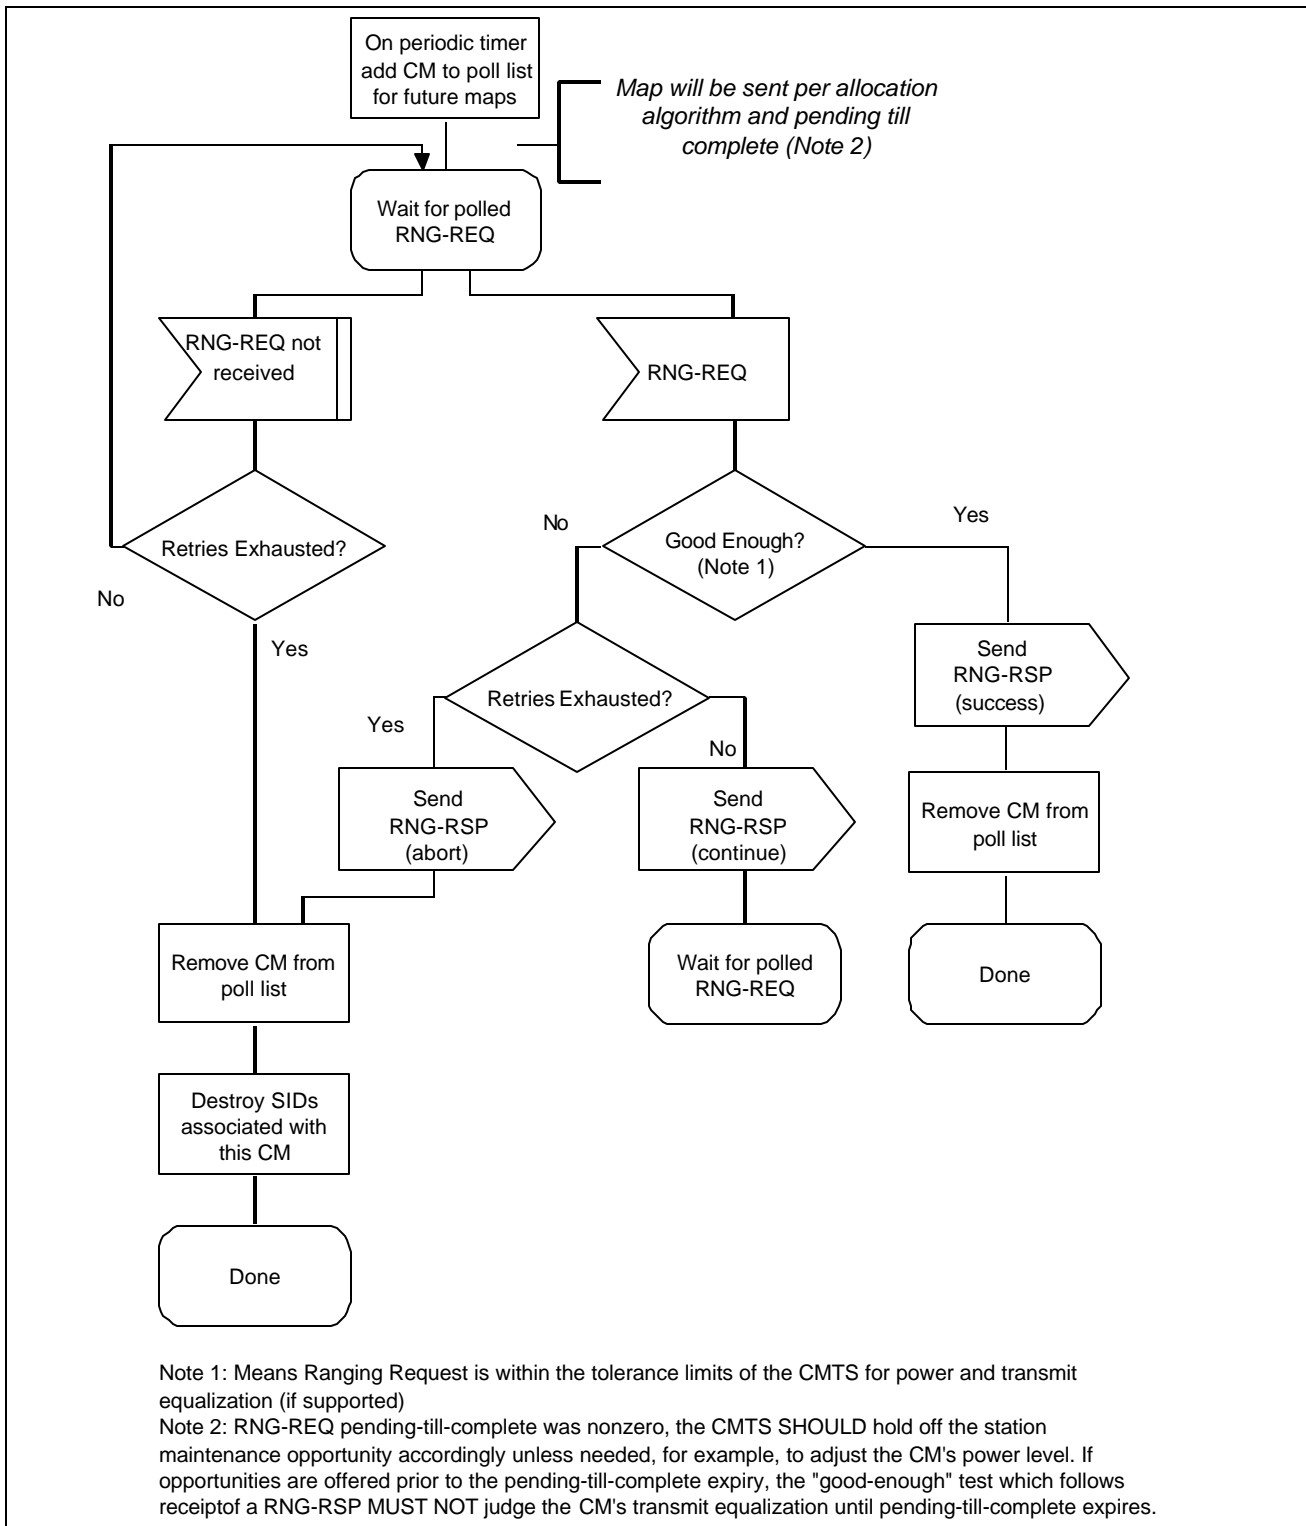 On periodic timer
add CM to poll list
for future maps
Map will be sent per allocation
algorithm and pending till
complete (Note 2)
Wait for polled
RNG-REQ
RNG-REQ not
received
RNG-REQ
Retries Exhausted?
No
Yes
Good Enough?
(Note 1)
No
Yes
Retries Exhausted?
Yes
No
Send
RNG-RSP
(success)
Send
RNG-RSP
(abort)
Send
RNG-RSP
(continue)
Remove CM from
poll list
Remove CM from
poll list
Wait for polled
RNG-REQ
Done
Destroy SIDs
associated with
this CM
Done
Note 1: Means Ranging Request is within the tolerance limits of the CMTS for power and transmit
equalization (if supported)
Note 2: RNG-REQ pending-till-complete was nonzero, the CMTS SHOULD hold off the station
maintenance opportunity accordingly unless needed, for example, to adjust the CM's power level. If
opportunities are offered prior to the pending-till-complete expiry, the "good-enough" test which follows
receiptof a RNG-RSP MUST NOT judge the CM's transmit equalization until pending-till-complete expires.